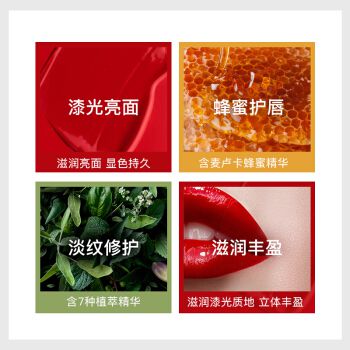 漆光亮面
滋润亮面 显色持久
蜂蜜护唇
含麦卢卡蜂蜜精华
淡纹修护
含7种植萃精华
滋润丰盈
滋润漆光质地 立体丰盈